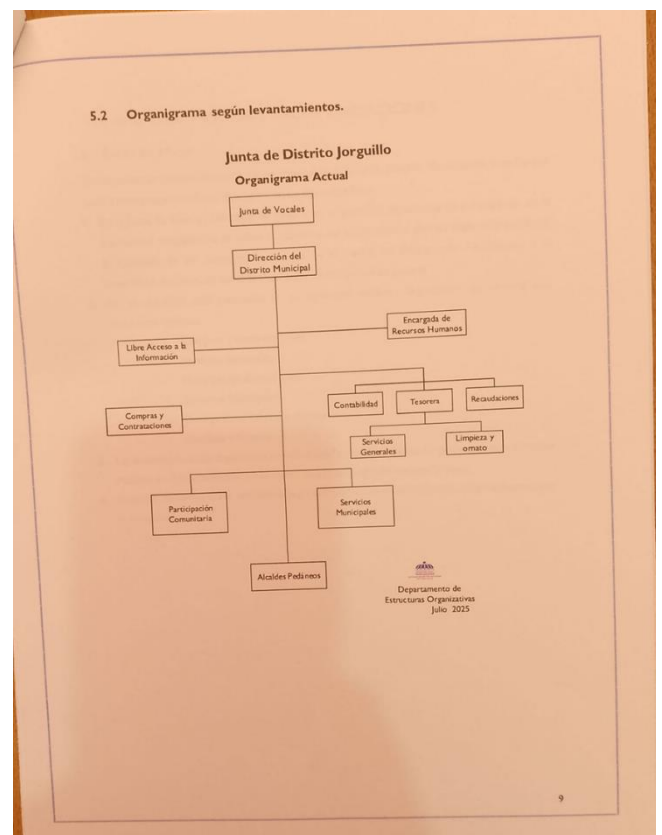 5.2 Organigrama según levantamientos.
Junta de Distrito Jorguillo
Organigrama Actual
Junta de Vocales
Dirección del
Distrito Municipal
Encargada de
Recursos Humanos
Libre Acceso a la
Información
Contabilidad
Tesorera
Recaudaciones
Compras y
Contrataciones
Servicios
Generales
Limpieza y
ornato
Participación
Comunitaria
Servicios
Municipales
Alcaldes Pedáneos
Departamento de
Estructuras Organizativas
Julio 2025
9